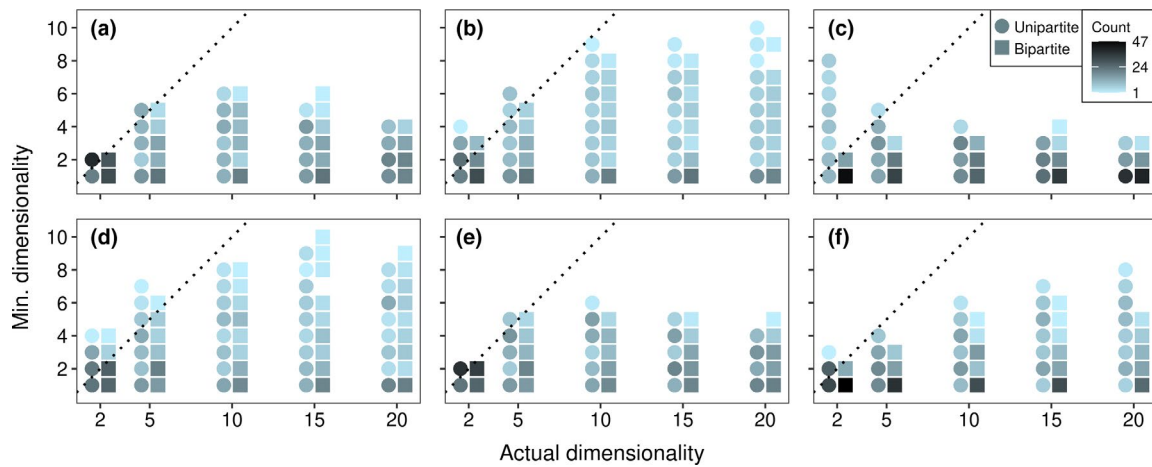 (a)
(b)
(c)
Unipartite
Bipartite
Count
47
24
1
10
8
6
4
2
(d)
(e)
(f)
10
8
6
4
2
2 5 10 15 20
2 5 10 15 20
2 5 10 15 20
Min. dimensionality
Actual dimensionality